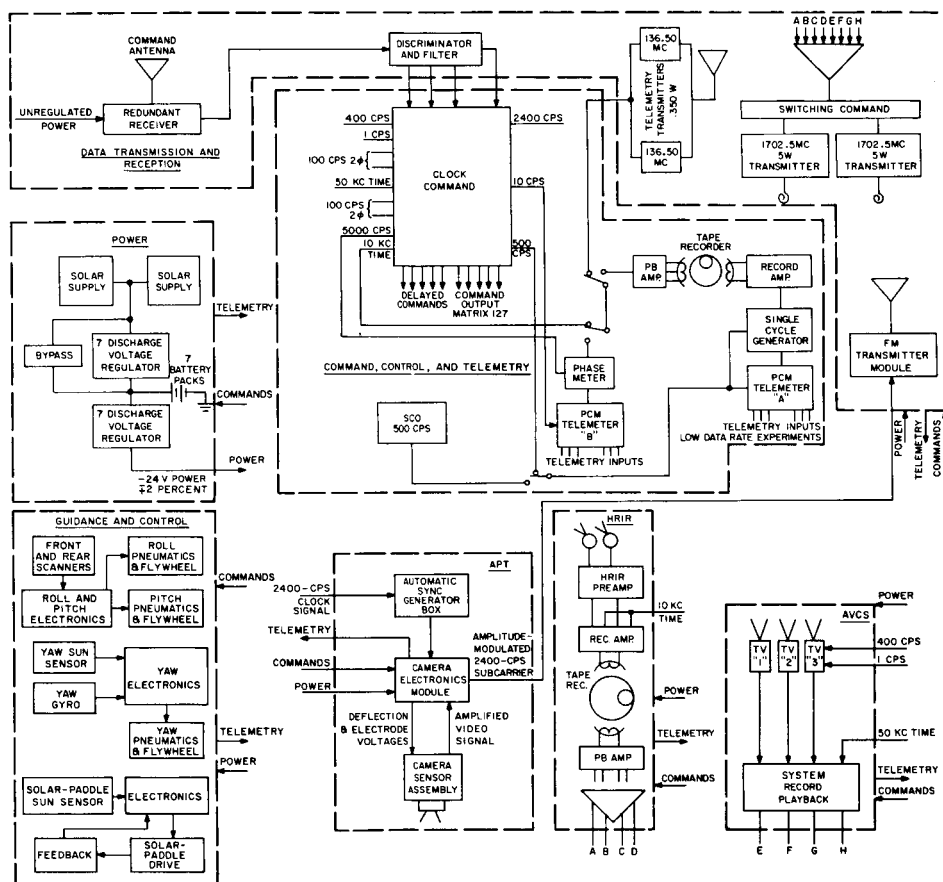 COMMAND
ANTENNA
UNREGULATED
POWER
REDUNDANT
RECEIVER
DATA TRANSMISSION AND
RECEPTION
DISCRIMINATOR
AND FILTER
136.50
MC
TELEMETRY
TRANSMITTERS
.350 W
136.50
MC
ABCDEFGH
SWITCHING COMMAND
1702.5MC
5W
TRANSMITTER
1702.5MC
5W
TRANSMITTER
400 CPS
1 CPS
100 CPS 2ϕ
50 KC TIME
100 CPS
2ϕ
5000 CPS
10 KC
TIME
CLOCK
COMMAND
2400 CPS
10 CPS
500
CPS
DELAYED
COMMANDS
COMMAND
OUTPUT
MATRIX 127
COMMAND, CONTROL, AND TELEMETRY
SCO
500 CPS
PHASE
METER
PCM
TELEMETER
"B"
TELEMETRY INPUTS
TAPE
RECORDER
PB
AMP.
RECORD
AMP.
SINGLE
CYCLE
GENERATOR
PCM
TELEMETER
"A"
TELEMETRY INPUTS
LOW DATA RATE EXPERIMENTS
FM
TRANSMITTER
MODULE
POWER
TELEMETRY
COMMANDS
POWER
SOLAR
SUPPLY
SOLAR
SUPPLY
TELEMETRY
BYPASS
7 DISCHARGE
VOLTAGE
REGULATOR
7
BATTERY
PACKS
COMMANDS
7 DISCHARGE
VOLTAGE
REGULATOR
POWER
-24 V POWER
∓2 PERCENT
GUIDANCE AND CONTROL
FRONT
AND REAR
SCANNERS
ROLL
PNEUMATICS
& FLYWHEEL
COMMANDS
ROLL AND
PITCH ELECTRONICS
PITCH
PNEUMATICS
& FLYWHEEL
YAW SUN
SENSOR
YAW
ELECTRONICS
YAW
GYRO
YAW
PNEUMATICS
& FLYWHEEL
TELEMETRY
POWER
SOLAR-PADDLE
SUN SENSOR
ELECTRONICS
FEEDBACK
SOLAR-
PADDLE
DRIVE
APT
2400-CPS
CLOCK
SIGNAL
AUTOMATIC
SYNC
GENERATOR
BOX
TELEMETRY
COMMANDS
POWER
CAMERA
ELECTRONICS
MODULE
AMPLITUDE-
MODULATED
2400-CPS
SUBCARRIER
DEFLECTION
& ELECTRODE
VOLTAGES
AMPLIFIED
VIDEO
SIGNAL
CAMERA
SENSOR
ASSEMBLY
HRIR
HRIR
PREAMP
10 KC
TIME
REC. AMP.
TAPE
REC.
POWER
TELEMETRY
PB AMP
COMMANDS
A B C D
AVCS
POWER
TV
"1"
TV
"2"
TV
"3"
400 CPS
1 CPS
50 KC TIME
SYSTEM
RECORD
PLAYBACK
TELEMETRY
COMMANDS
E F G H